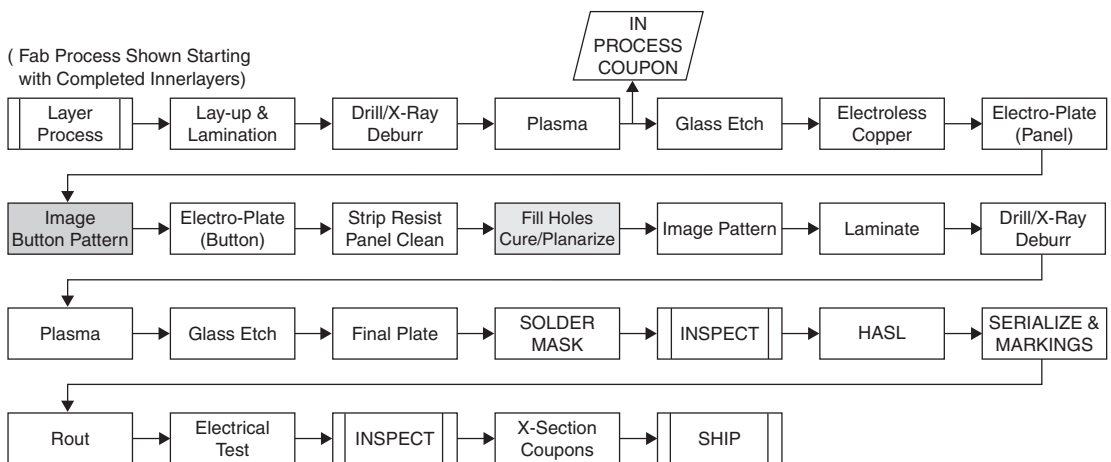 IN
PROCESS
COUPON
( Fab Process Shown Starting
with Completed Innerlayers)
Layer
Process
Lay-up &
Lamination
Drill/X-Ray
Deburr
Plasma
Glass Etch
Electroless
Copper
Electro-Plate
(Panel)
Image
Button Pattern
Electro-Plate
(Button)
Strip Resist
Panel Clean
Fill Holes
Cure/Planarize
Image Pattern
Laminate
Drill/X-Ray
Deburr
Plasma
Glass Etch
Final Plate
SOLDER
MASK
INSPECT
HASL
SERIALIZE &
MARKINGS
Rout
Electrical
Test
INSPECT
X-Section
Coupons
SHIP